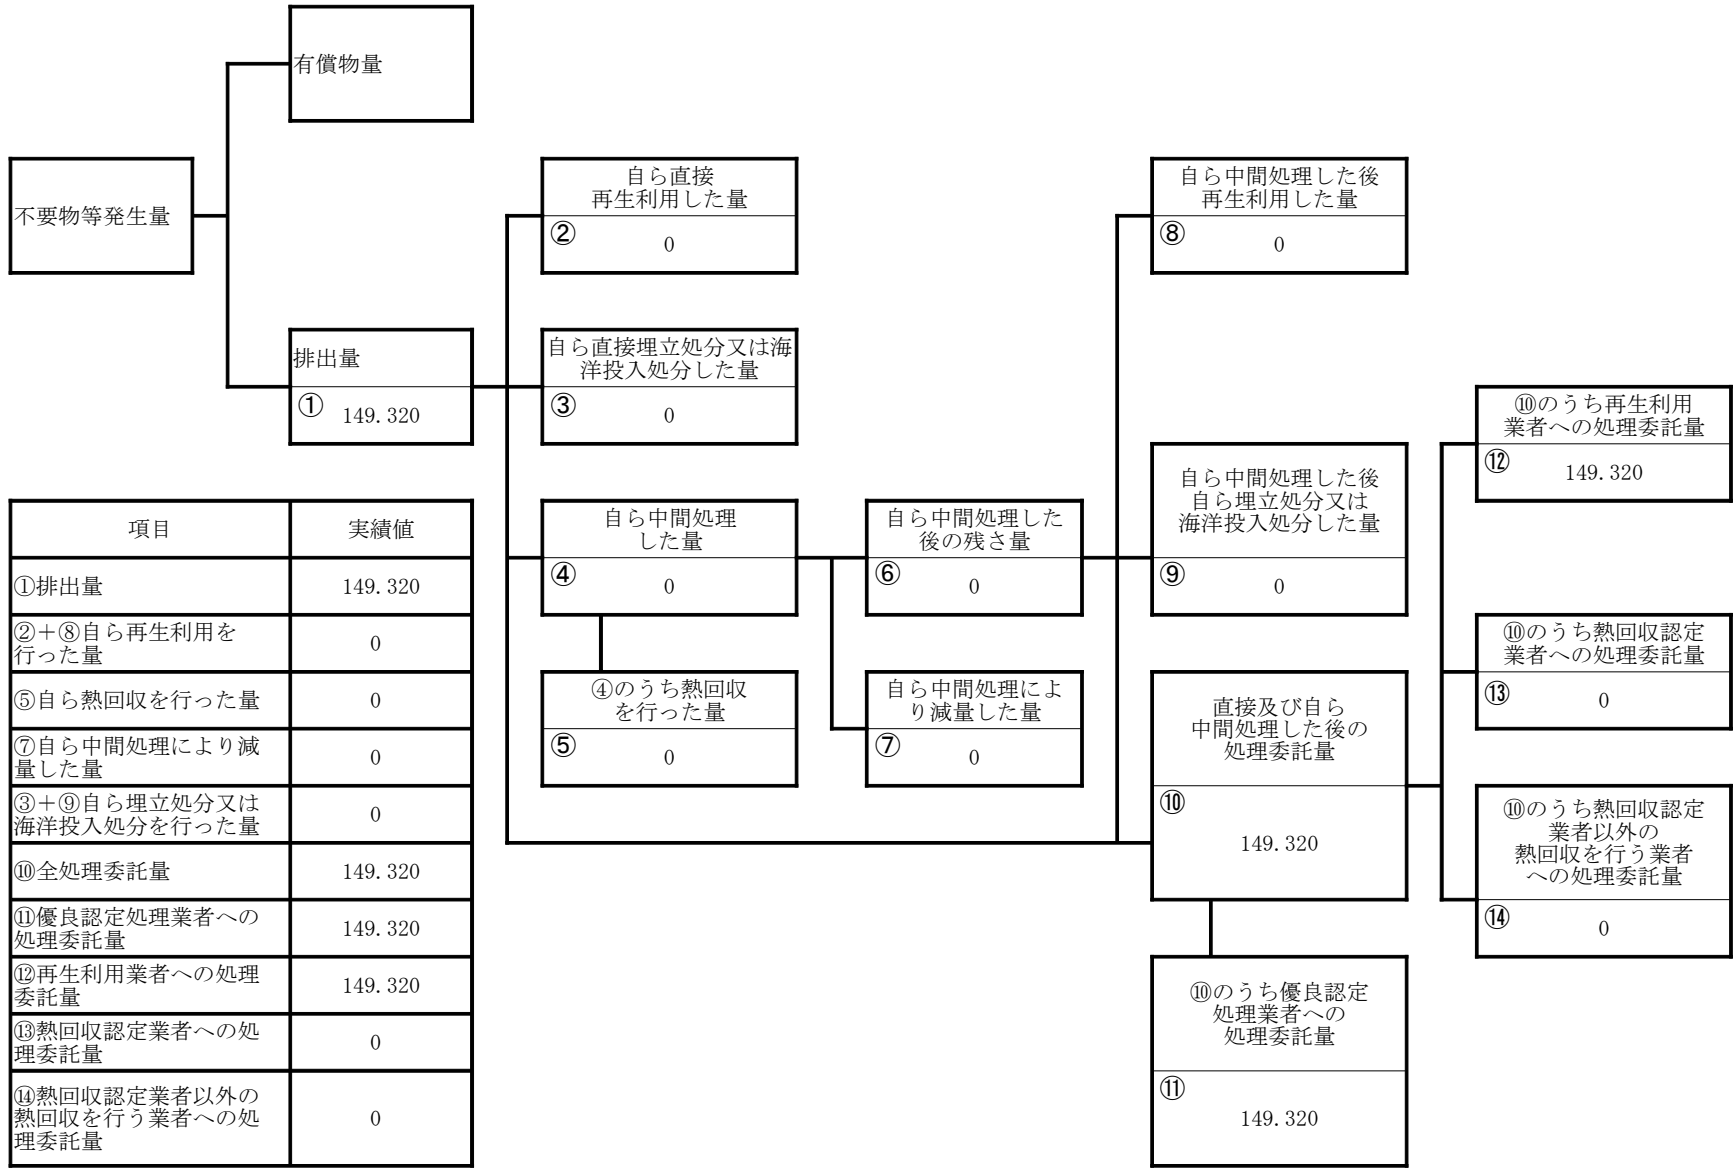 有償物量
不要物等発生量
排出量
①
149.320
自ら直接
再生利用した量
②
0
自ら直接埋立処分又は海
洋投入処分した量
③
0
自ら中間処理
した量
④
0
④のうち熱回収
を行った量
⑤
0
自ら中間処理した
後の残さ量
⑥
0
自ら中間処理によ
り減量した量
⑦
0
自ら中間処理した後
再生利用した量
⑧
0
自ら中間処理した後
自ら埋立処分又は
海洋投入処分した量
⑨
0
直接及び自ら
中間処理した後の
処理委託量
⑩
149.320
⑩のうち優良認定
処理業者への
処理委託量
⑪
149.320
⑩のうち再生利用
業者への処理委託量
⑫
149.320
⑩のうち熱回収認定
業者への処理委託量
⑬
0
⑩のうち熱回収認定
業者以外の
熱回収を行う業者
への処理委託量
⑭
0
項目 実績値
①排出量 149.320
②＋⑧自ら再生利用を
行った量 0
⑤自ら熱回収を行った量 0
⑦自ら中間処理により減
量した量 0
③＋⑨自ら埋立処分又は
海洋投入処分を行った量 0
⑩全処理委託量 149.320
⑪優良認定処理業者への
処理委託量 149.320
⑫再生利用業者への処理
委託量 149.320
⑬熱回収認定業者への処
理委託量 0
⑭熱回収認定業者以外の
熱回収を行う業者への処 0
理委託量